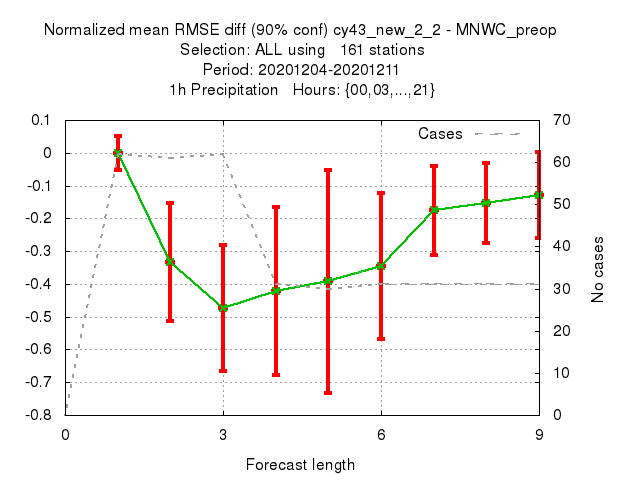 Normalized mean RMSE diff (90% conf) cy43_new_2_2 - MNWC_preop
Selection: ALL using 161 stations
Period: 20201204-20201211
1h Precipitation Hours: {00,03,...,21}
0.1
0
-0.1
-0.2
-0.3
-0.4
-0.5
-0.6
-0.7
-0.8
Cases
70
60
50
40
30
20
10
0
No cases
0 3 6 9
Forecast length